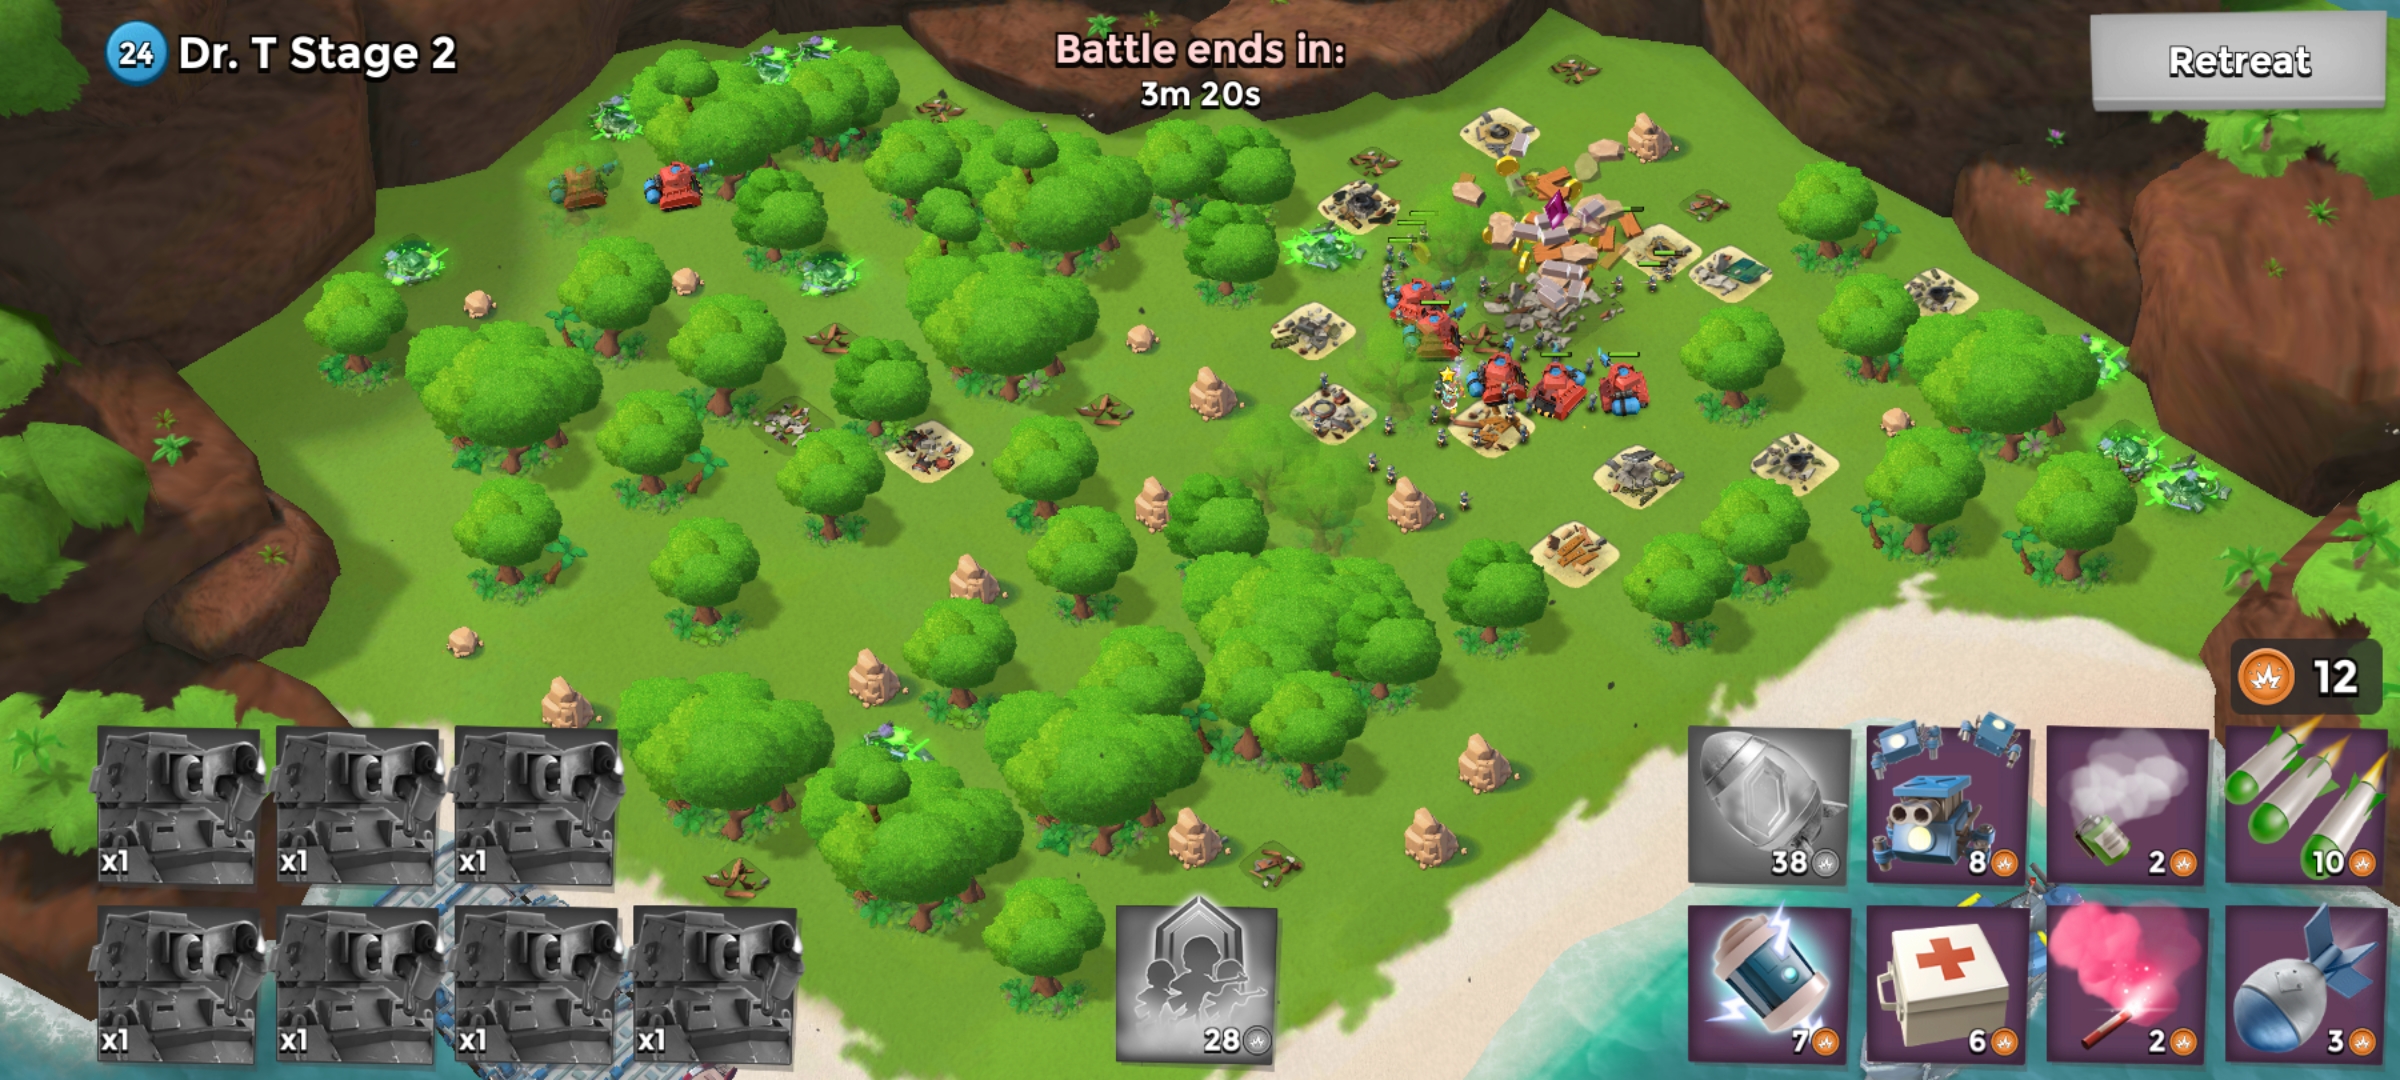 24 Dr. T Stage 2
Battle ends in:
3m 20s
Retreat
12
x1 x1 x1
38 8 2 10
x1 x1 x1 x1
28
7 6 2 3